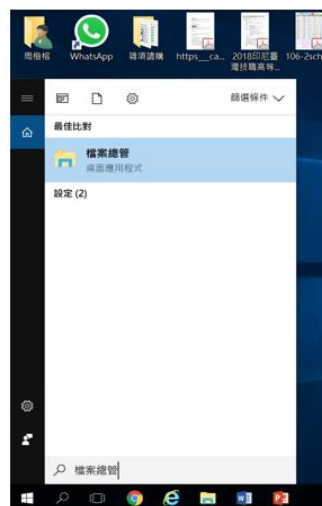 周楷榕
WhatsApp
雜項請購
https__ca...
2018印尼臺
灣技職高等...
106-2sch
篩選條件
最佳比對
檔案總管
桌面應用程式
設定 (2)
檔案總管